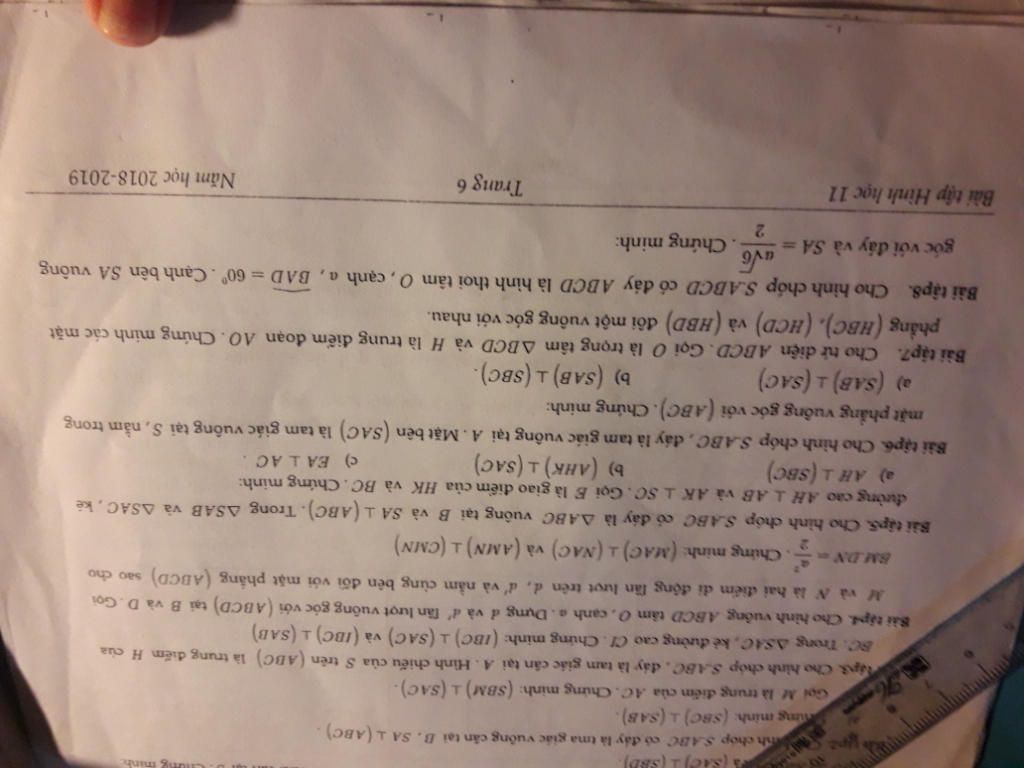 và (SAC) ⊥ (SBD).
chóp S.ABC có đáy là tma giác vuông cân tại B, SA ⊥ (ABC).
minh: (SBC) ⊥ (SAB).
Gọi M là trung điểm của AC. Chứng minh: (SBM) ⊥ (SAC).
Cho hình chóp S.ABC, đáy là tam giác cân tại A. Hình chiếu của S trên (ABC) là trung điểm H của
BC. Trong △SAC, kẻ đường cao CI. Chứng minh: (IBC) ⊥ (SAC) và (IBC) ⊥ (SAB)
Bài tập4. Cho hình vuông ABCD tâm O, cạnh a. Dựng d và d' lần lượt vuông góc với (ABCD) tại B và D. Gọi
M và N là hai điểm di động lần lượt trên d, d' và nằm cùng bên đối với mặt phẳng (ABCD) sao cho
BM.DN = a²/2. Chứng minh: (MAC) ⊥ (NAC) và (AMN) ⊥ (CMN)
Bài tập5. Cho hình chóp S.ABC có đáy là △ABC vuông tại B và SA ⊥ (ABC). Trong △SAB và △SAC, kẻ
đường cao AH ⊥ AB và AK ⊥ SC. Gọi E là giao điểm của HK và BC. Chứng minh:
a) AH ⊥ (SBC) b) (AHK) ⊥ (SAC) c) EA ⊥ AC.
Bài tập6. Cho hình chóp S.ABC, đáy là tam giác vuông tại A. Mặt bên (SAC) là tam giác vuông tại S, nằm trong
mặt phẳng vuông góc với (ABC). Chứng minh:
a) (SAB) ⊥ (SAC) b) (SAB) ⊥ (SBC).
Bài tập7. Cho tứ diện ABCD. Gọi O là trọng tâm △BCD và H là trung điểm đoạn AO. Chứng minh các mặt
phẳng (HBC), (HCD) và (HBD) đôi một vuông góc với nhau.
Bài tập8. Cho hình chóp S.ABCD có đáy ABCD là hình thoi tâm O, cạnh a, BAD = 60⁰. Cạnh bên SA vuông
góc với đáy và SA = a√6/2. Chứng minh:
Bài tập Hình học 11 Trang 6 Năm học 2018-2019